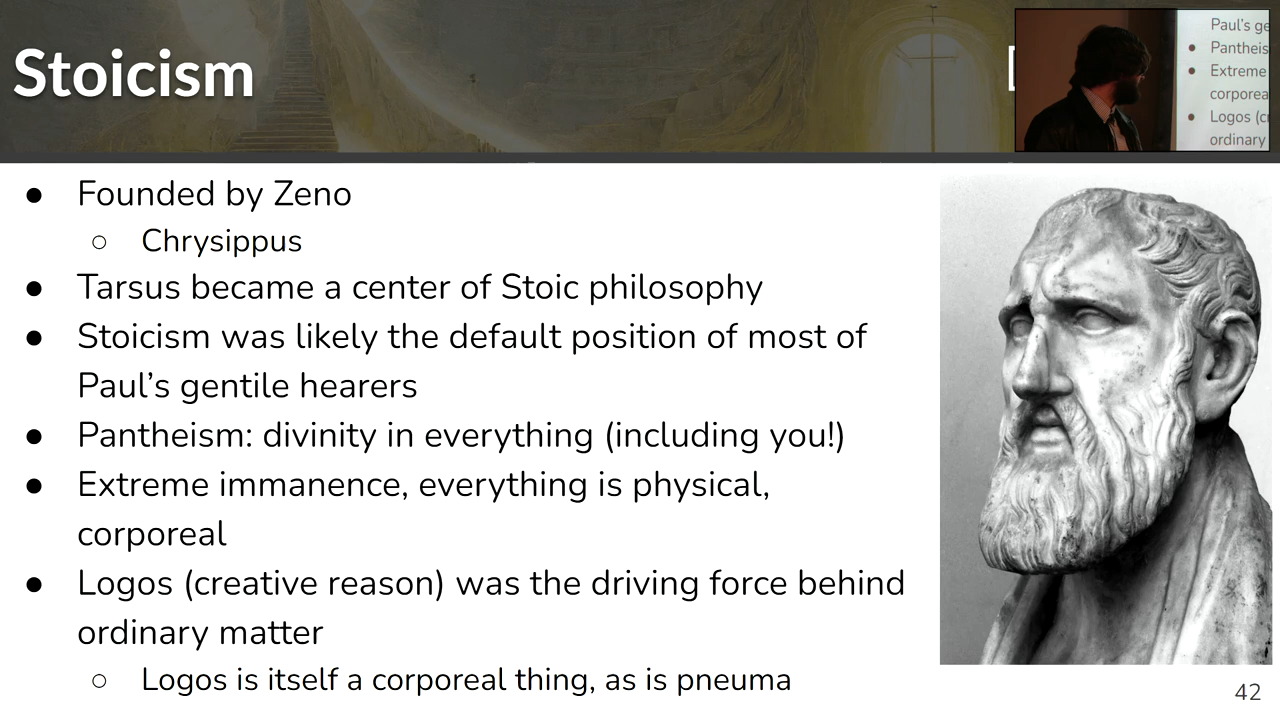 Stoicism
Paul's ge
Pantheis
Extreme
corporea
Logos (cr
ordinary
● Founded by Zeno
○ Chrysippus
● Tarsus became a center of Stoic philosophy
● Stoicism was likely the default position of most of
Paul’s gentile hearers
● Pantheism: divinity in everything (including you!)
● Extreme immanence, everything is physical,
corporeal
● Logos (creative reason) was the driving force behind
ordinary matter
○ Logos is itself a corporeal thing, as is pneuma
42